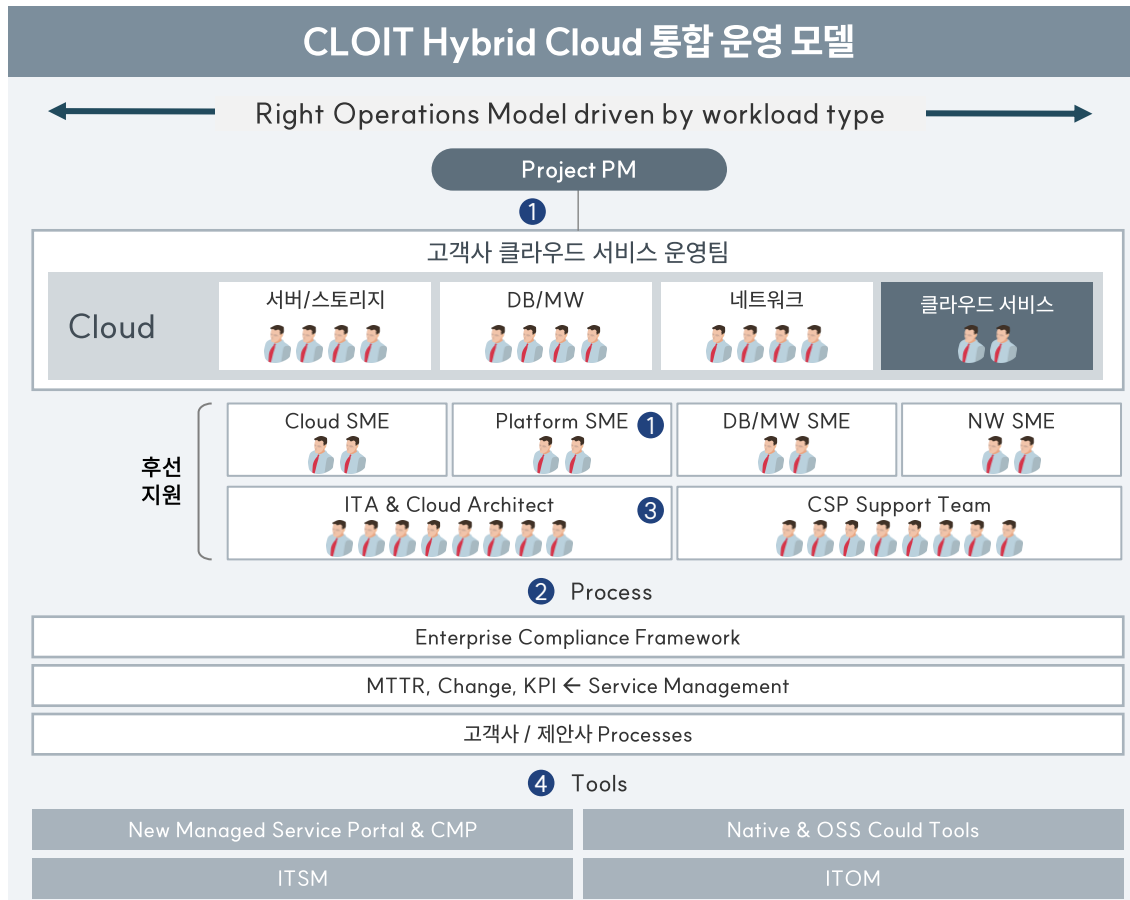 CLOIT Hybrid Cloud 통합 운영 모델
Right Operations Model driven by workload type
Project PM
1
고객사 클라우드 서비스 운영팀
Cloud
서버/스토리지
DB/MW
네트워크
클라우드 서비스
후선
지원
Cloud SME
Platform SME
1
DB/MW SME
NW SME
ITA & Cloud Architect
3
CSP Support Team
2 Process
Enterprise Compliance Framework
MTTR, Change, KPI ← Service Management
고객사 / 제안사 Processes
4 Tools
New Managed Service Portal & CMP
Native & OSS Could Tools
ITSM
ITOM